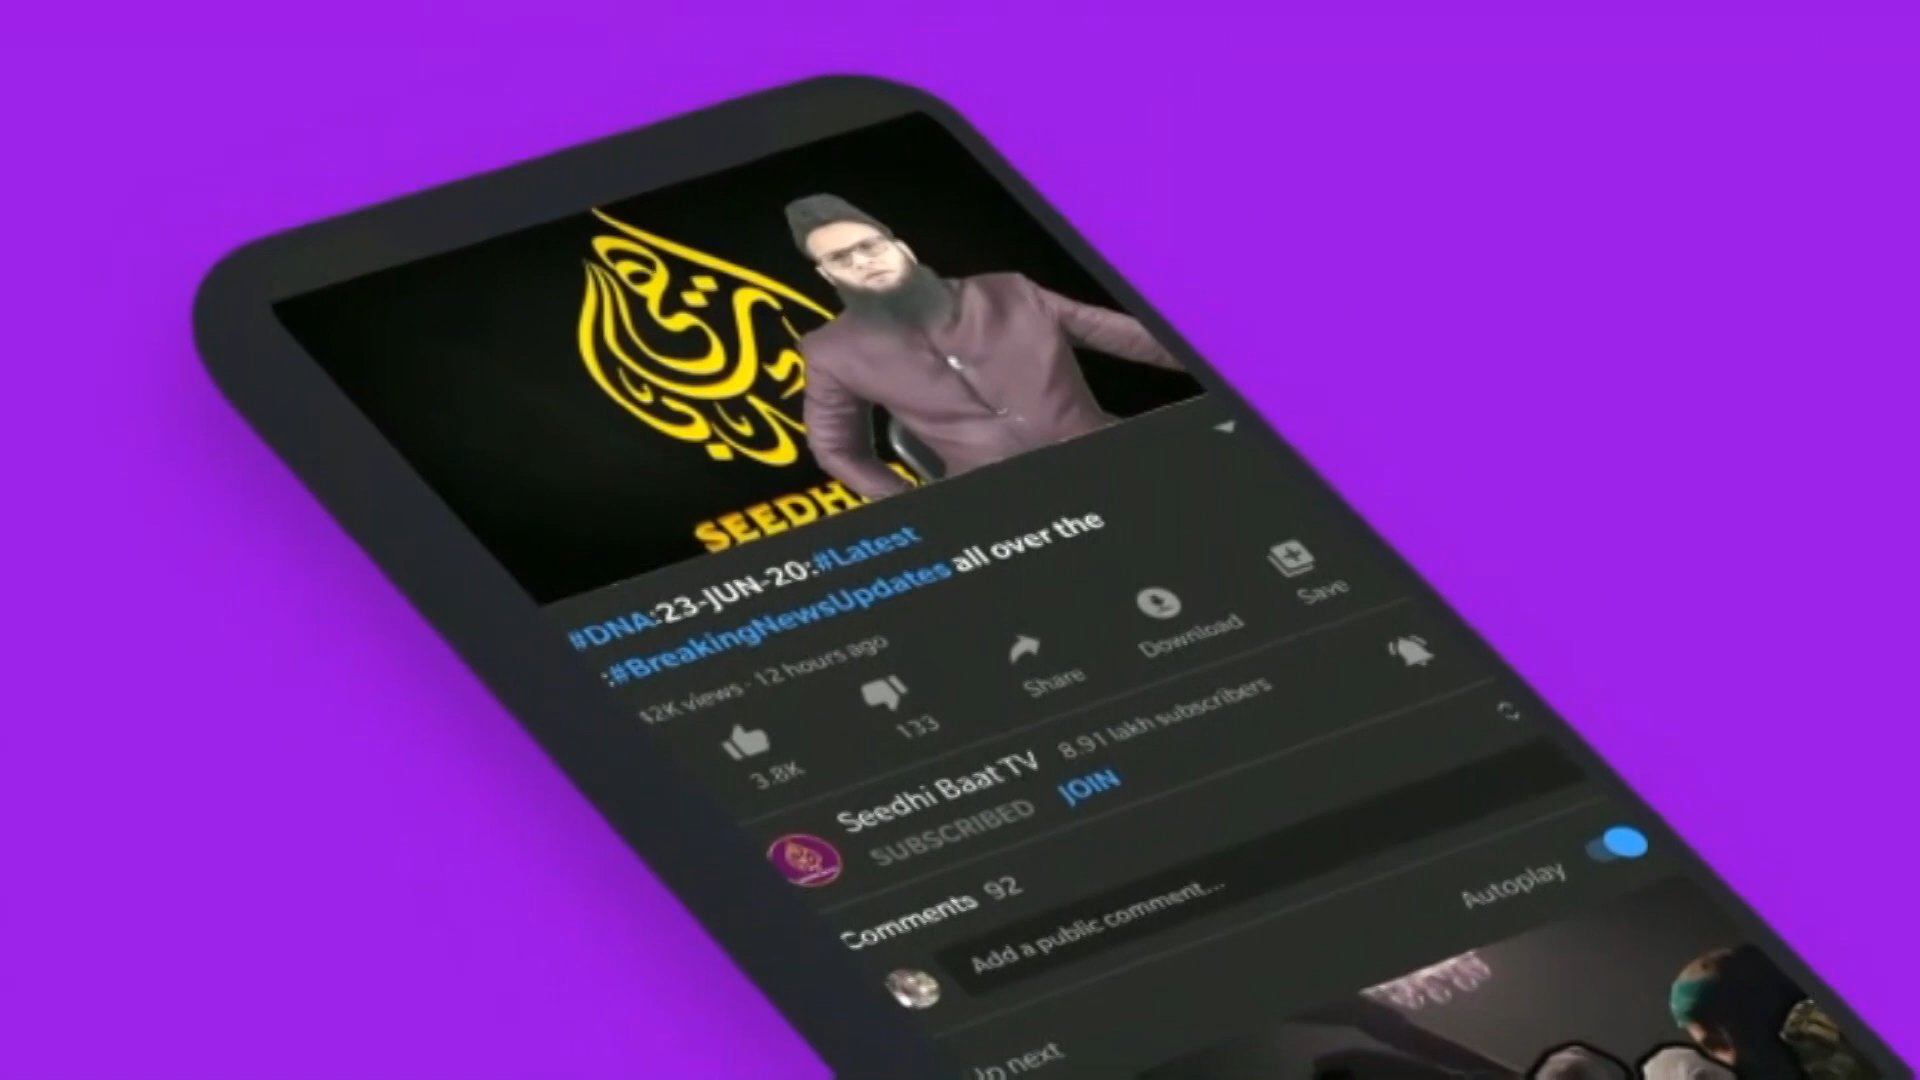 SEEDH
#DNA:23-JUN-20:#Latest
:#BreakingNewsUpdates all over the
12K views · 12 hours ago
3.8K
133
Share
Download
Save
Seedhi Baat TV 8.91 lakh subscribers
SUBSCRIBED JOIN
Comments 92
Add a public comment...
Autoplay
Up next